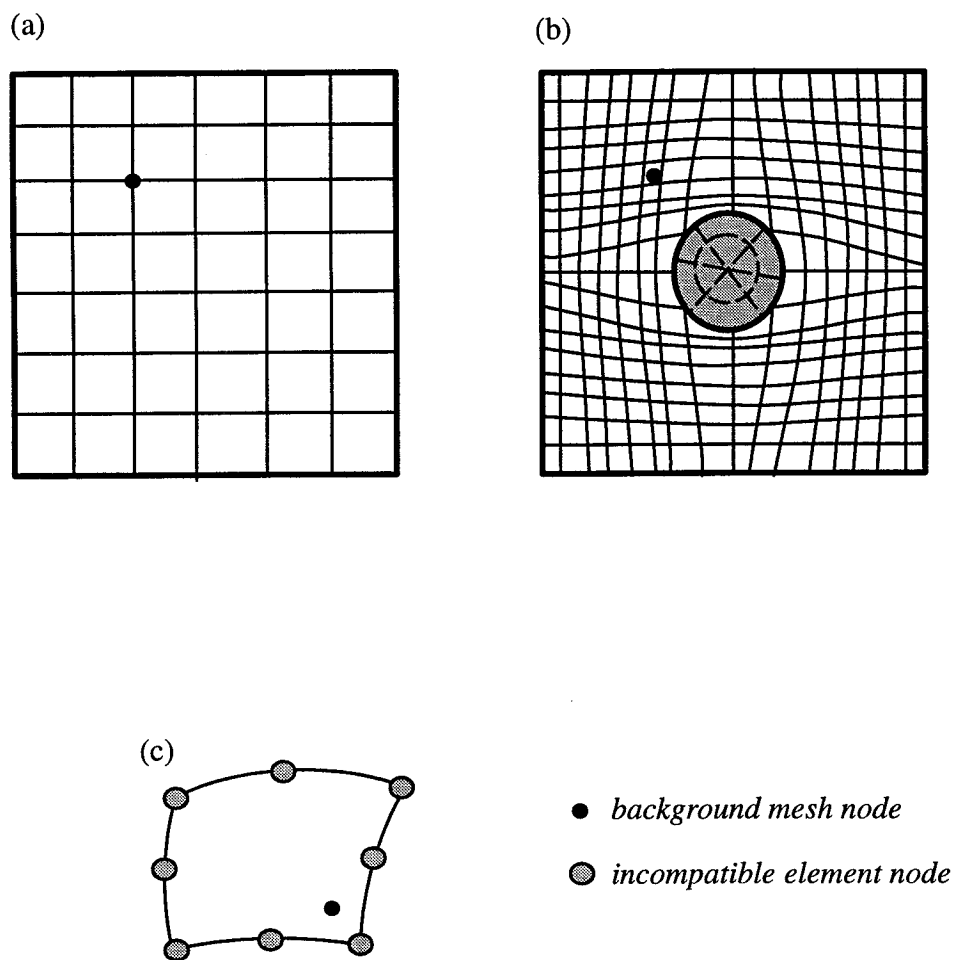 (a)
(b)
(c)
background mesh node
incompatible element node